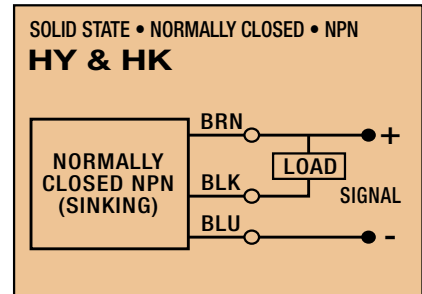 SOLID STATE • NORMALLY CLOSED • NPN
HY & HK
BRN
+
NORMALLY
CLOSED NPN
(SINKING)
LOAD
BLK
SIGNAL
BLU
-